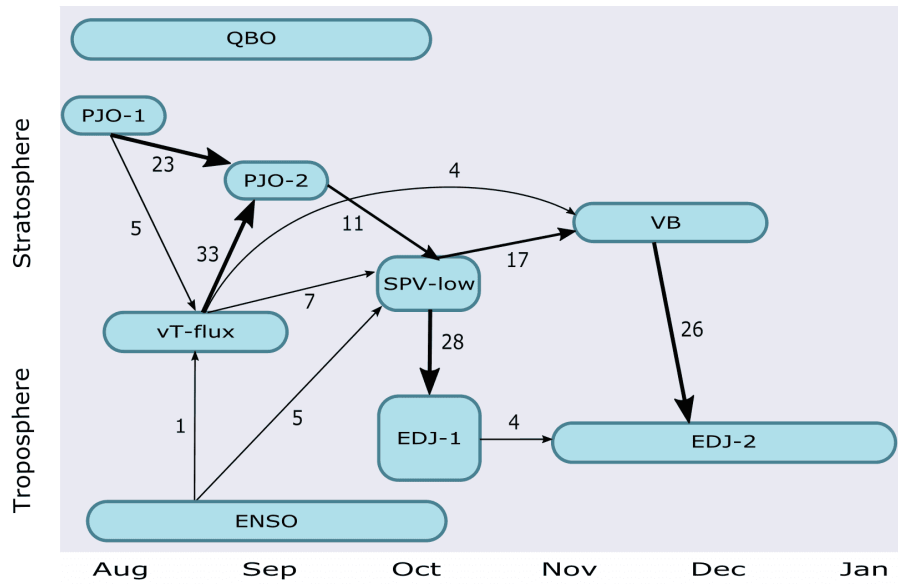 QBO
PJO-1
23
PJO-2
4
5
33
11
VB
17
SPV-low
7
vT-flux
28
26
1
5
EDJ-1
4
EDJ-2
ENSO
Stratosphere
Troposphere
Aug Sep Oct Nov Dec Jan